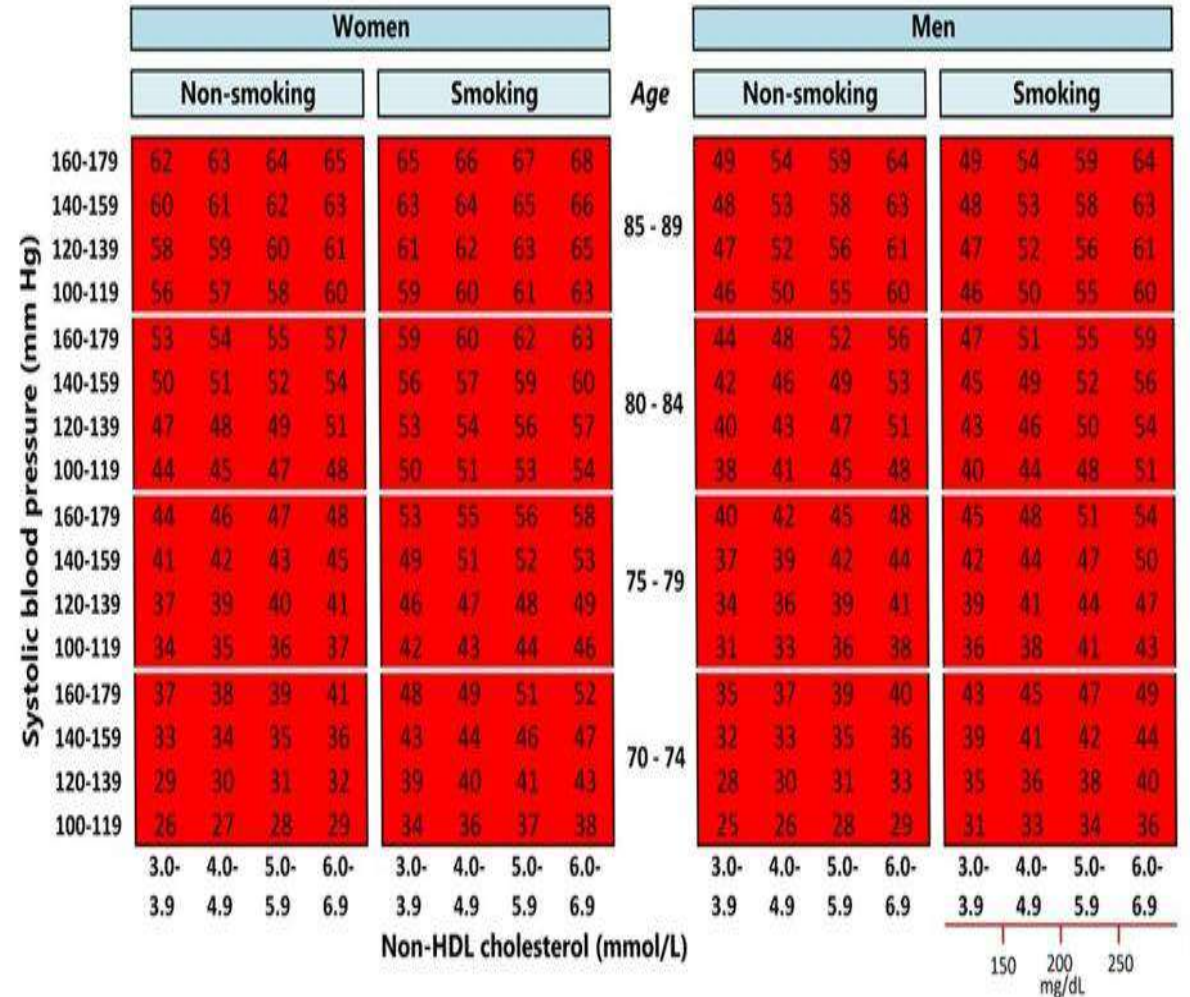 Women Men
Non-smoking Smoking Age Non-smoking Smoking
Systolic blood pressure (mm Hg)
160-179 62 63 64 65 65 66 67 68 49 54 59 64 49 54 59 64
140-159 60 61 62 63 63 64 65 66 48 53 58 63 48 53 58 63
85 - 89
120-139 58 59 60 61 61 62 63 65 47 52 56 61 47 52 56 61
100-119 56 57 58 60 59 60 61 63 46 50 55 60 46 50 55 60
160-179 53 54 55 57 59 60 62 63 44 48 52 56 47 51 55 59
140-159 50 51 52 54 56 57 59 60 42 46 49 53 45 49 52 56
80 - 84
120-139 47 48 49 51 53 54 56 57 40 43 47 51 43 46 50 54
100-119 44 45 47 48 50 51 53 54 38 41 45 48 40 44 48 51
160-179 44 46 47 48 53 55 56 58 40 42 45 48 45 48 51 54
140-159 41 42 43 45 49 51 52 53 37 39 42 44 42 44 47 50
75 - 79
120-139 37 39 40 41 46 47 48 49 34 36 39 41 39 41 44 47
100-119 34 35 36 37 42 43 44 46 31 33 36 38 36 38 41 43
160-179 37 38 39 41 48 49 51 52 35 37 39 40 43 45 47 49
140-159 33 34 35 36 43 44 46 47 32 33 35 36 39 41 42 44
70 - 74
120-139 29 30 31 32 39 40 41 43 28 30 31 33 35 36 38 40
100-119 26 27 28 29 34 36 37 38 25 26 28 29 31 33 34 36
3.0- 4.0- 5.0- 6.0- 3.0- 4.0- 5.0- 6.0- 3.0- 4.0- 5.0- 6.0- 3.0- 4.0- 5.0- 6.0-
3.9 4.9 5.9 6.9 3.9 4.9 5.9 6.9 3.9 4.9 5.9 6.9 3.9 4.9 5.9 6.9
Non-HDL cholesterol (mmol/L)
150 200 250
mg/dL